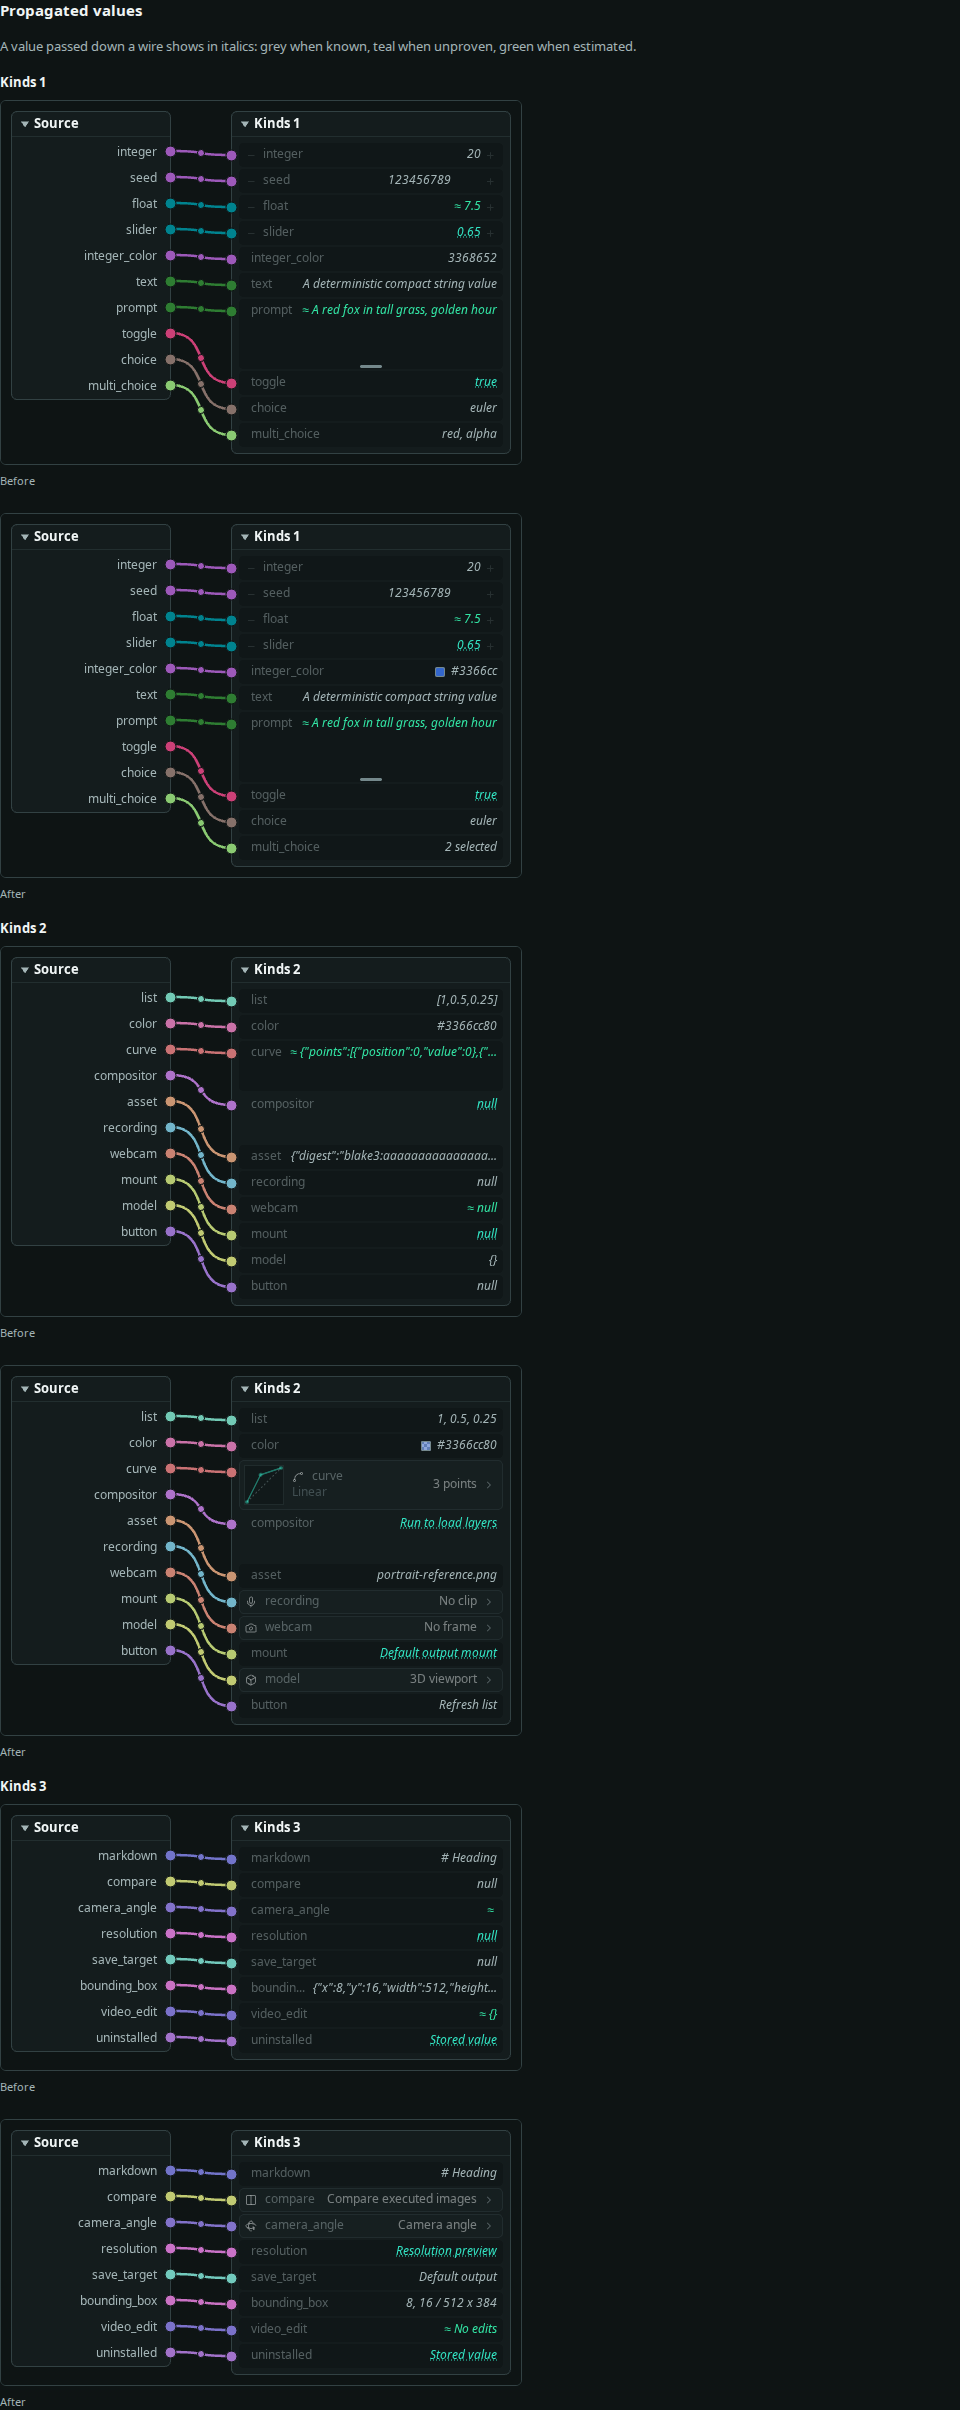 Propagated values
A value passed down a wire shows in italics: grey when known, teal when unproven, green when estimated.
Kinds 1
Source
Kinds 1
integer
– integer 20 +
seed
– seed 123456789 +
float
– float ≈ 7.5 +
slider
– slider 0.65 +
integer_color
integer_color 3368652
text
text A deterministic compact string value
prompt
prompt ≈ A red fox in tall grass, golden hour
toggle
choice
multi_choice
toggle true
choice euler
multi_choice red, alpha
Before
Source
Kinds 1
integer
– integer 20 +
seed
– seed 123456789 +
float
– float ≈ 7.5 +
slider
– slider 0.65 +
integer_color
integer_color #3366cc
text
text A deterministic compact string value
prompt
prompt ≈ A red fox in tall grass, golden hour
toggle
choice
multi_choice
toggle true
choice euler
multi_choice 2 selected
After
Kinds 2
Source
Kinds 2
list
list [1,0.5,0.25]
color
color #3366cc80
curve
curve ≈ {"points":[{"position":0,"value":0},{"...
compositor
asset
compositor null
recording
webcam
asset {"digest":"blake3:aaaaaaaaaaaaaaa...
mount
recording null
model
webcam ≈ null
button
mount null
model {}
button null
Before
Source
Kinds 2
list
list 1, 0.5, 0.25
color
color #3366cc80
curve
curve
Linear
3 points
compositor
asset
compositor Run to load layers
recording
webcam
asset portrait-reference.png
mount
recording No clip
model
webcam No frame
button
mount Default output mount
model 3D viewport
button Refresh list
After
Kinds 3
Source
Kinds 3
markdown
markdown # Heading
compare
compare null
camera_angle
camera_angle ≈
resolution
resolution null
save_target
save_target null
bounding_box
boundin... {"x":8,"y":16,"width":512,"height...
video_edit
video_edit ≈ {}
uninstalled
uninstalled Stored value
Before
Source
Kinds 3
markdown
markdown # Heading
compare
compare Compare executed images
camera_angle
camera_angle Camera angle
resolution
resolution Resolution preview
save_target
save_target Default output
bounding_box
bounding_box 8, 16 / 512 x 384
video_edit
video_edit ≈ No edits
uninstalled
uninstalled Stored value
After